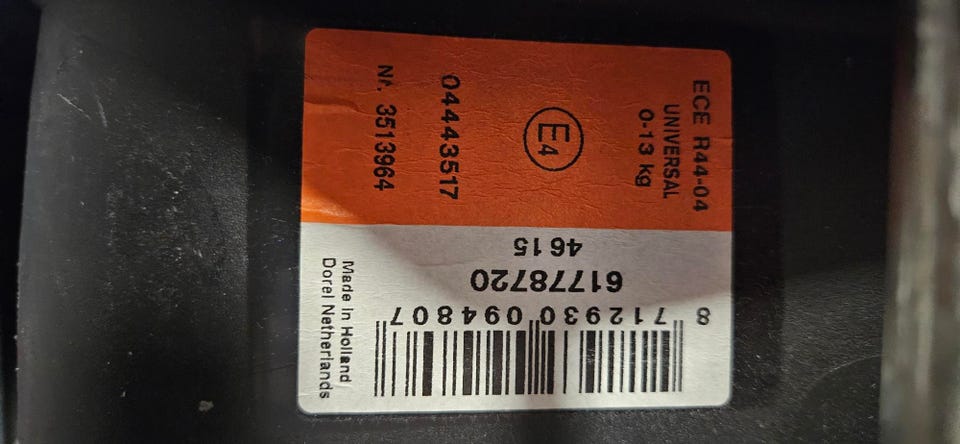 ECE R44-04
UNIVERSAL
0-13 kg
E4
04443517
Nr. 3513964
4615
61778720
8 712930 094807
Made in Holland
Dorel Netherlands